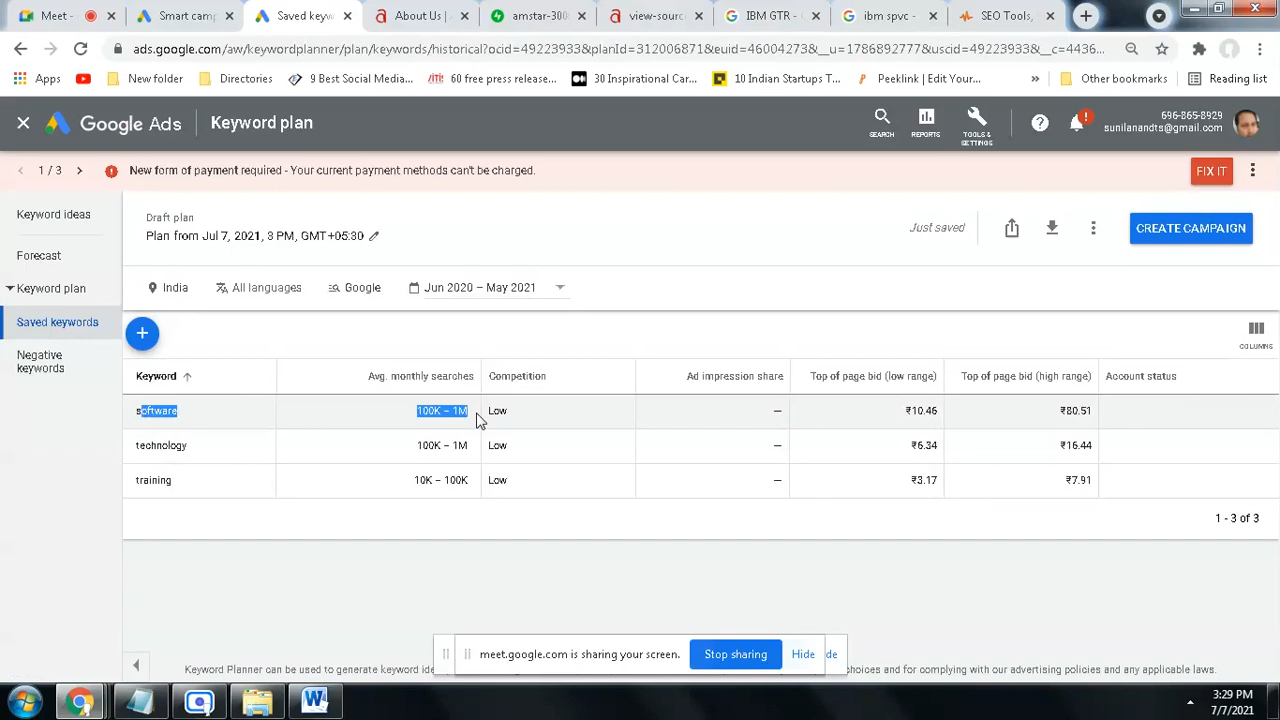 Meet -
Smart camp
Saved keyw
About Us |
amstar-300
view-sourc
IBM GTR -
ibm spvc -
SEO Tools,
ads.google.com/aw/keywordplanner/plan/keywords/historical?ocid=49223933&planId=312006871&euid=46004273&__u=1786892777&uscid=49223933&__c=4436...
Apps
New folder
Directories
9 Best Social Media...
60 free press release...
30 Inspirational Car...
10 Indian Startups T...
Peeklink | Edit Your...
»
Other bookmarks
Reading list
Google Ads
Keyword plan
SEARCH
REPORTS
TOOLS &
SETTINGS
696-865-8929
sunilanandts@gmail.com
1 / 3
New form of payment required - Your current payment methods can't be charged.
FIX IT
Keyword ideas
Forecast
Keyword plan
Saved keywords
Negative
keywords
Draft plan
Plan from Jul 7, 2021, 3 PM, GMT+05:30
Just saved
CREATE CAMPAIGN
India
All languages
Google
Jun 2020 – May 2021
COLUMNS
Keyword Avg. monthly searches Competition Ad impression share Top of page bid (low range) Top of page bid (high range) Account status
software 100K – 1M Low — ₹10.46 ₹80.51
technology 100K – 1M Low — ₹6.34 ₹16.44
training 10K – 100K Low — ₹3.17 ₹7.91
1 - 3 of 3
meet.google.com is sharing your screen.
Stop sharing
Hide
de
Keyword Planner can be used to generate keyword ide
choices and for complying with our advertising policies and any applicable laws.
3:29 PM
7/7/2021